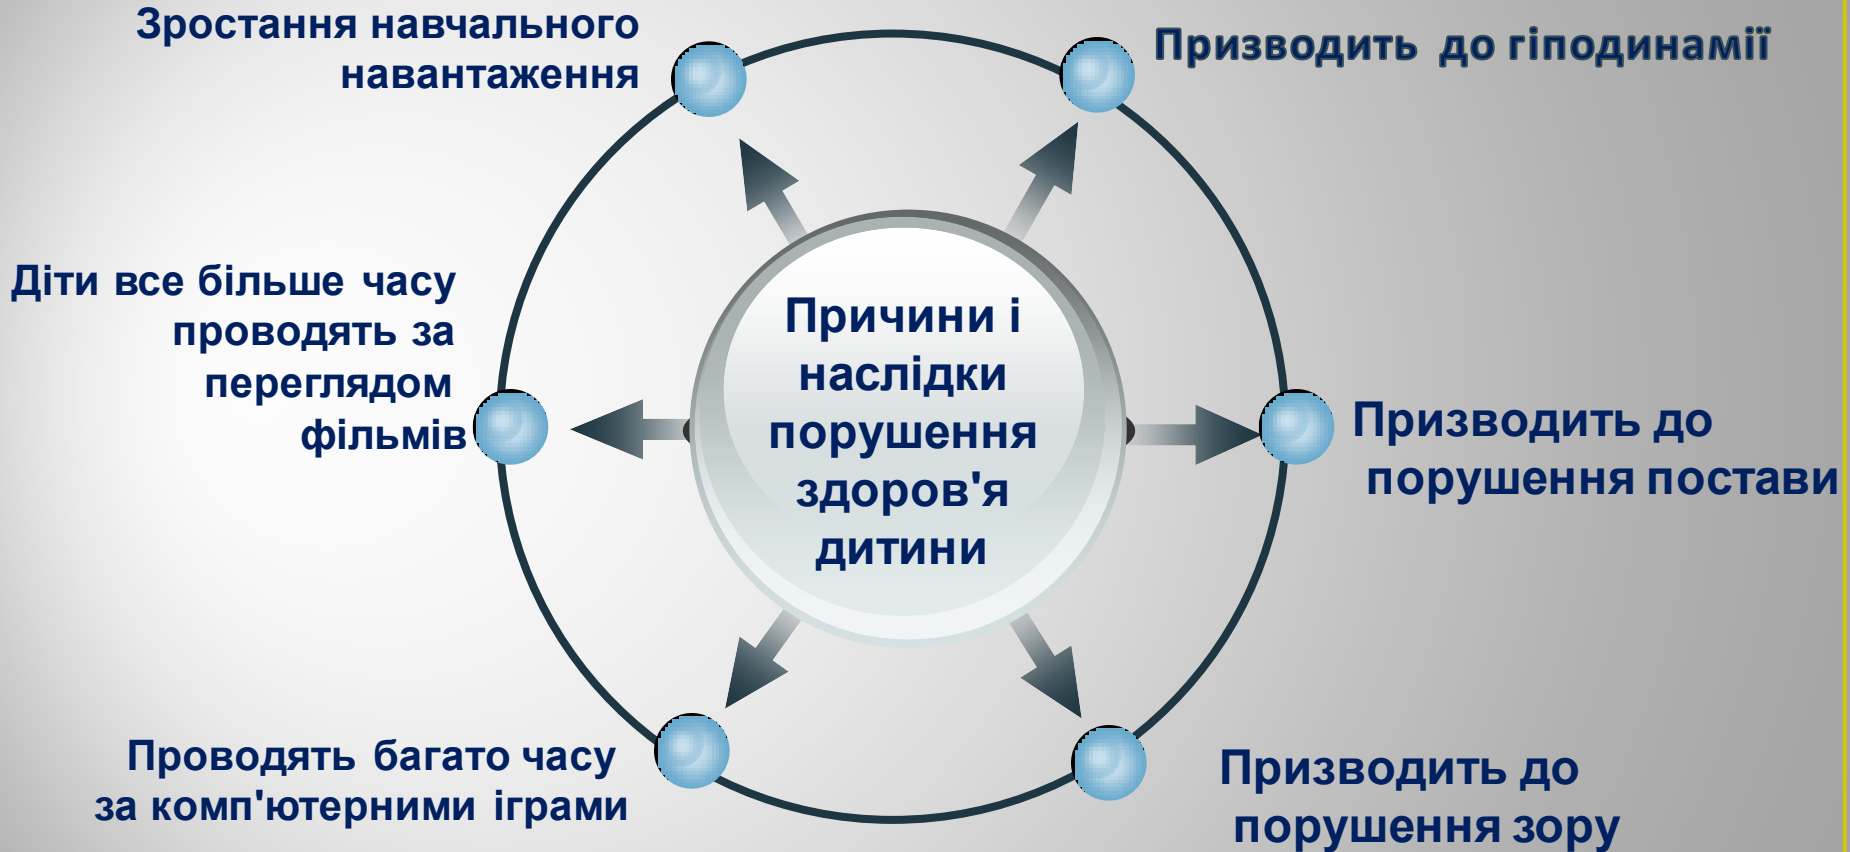 Зростання навчального
навантаження
Призводить до гіподинамії
Діти все більше часу
проводять за
переглядом
фільмів
Причини і
наслідки
порушення
здоров'я
дитини
Призводить до
порушення постави
Проводять багато часу
за комп'ютерними іграми
Призводить до
порушення зору